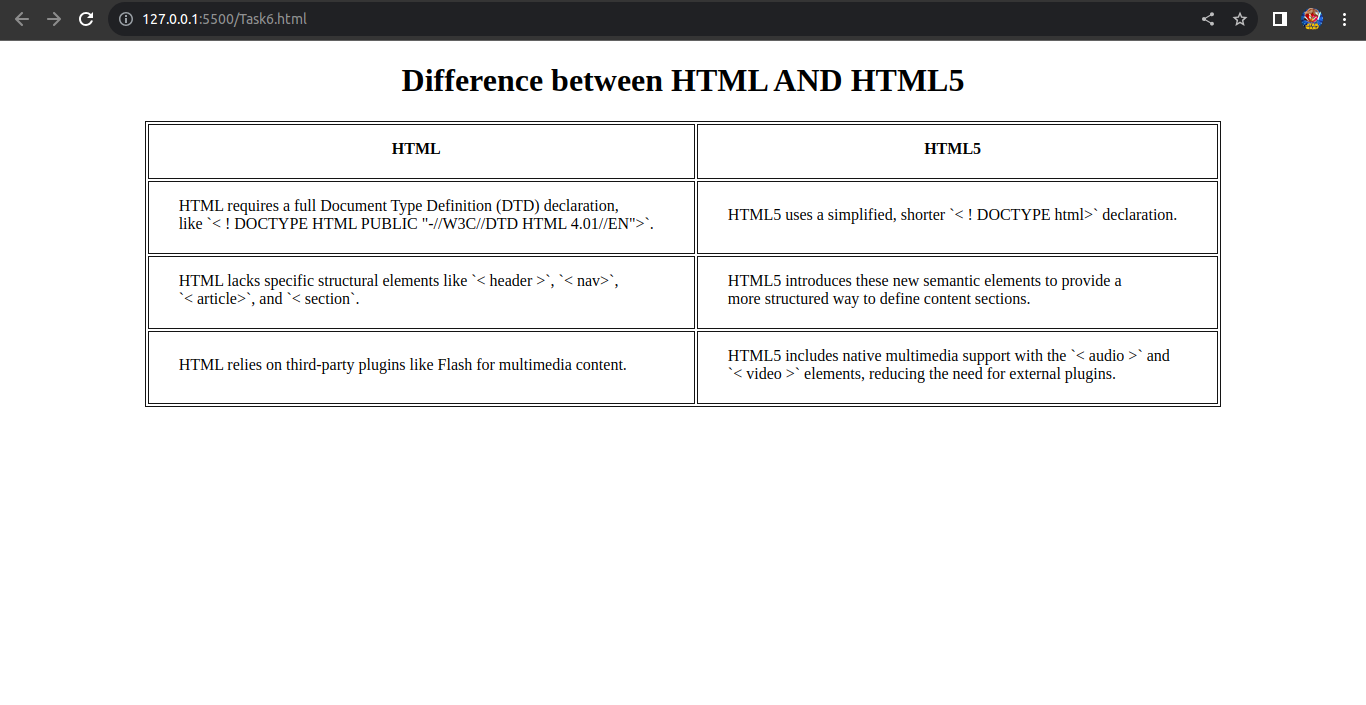 127.0.0.1:5500/Task6.html
Difference between HTML AND HTML5
HTML
HTML5
HTML requires a full Document Type Definition (DTD) declaration,
like `< ! DOCTYPE HTML PUBLIC "-//W3C//DTD HTML 4.01//EN">`.
HTML5 uses a simplified, shorter `< ! DOCTYPE html>` declaration.
HTML lacks specific structural elements like `< header >`, `< nav>`,
`< article>`, and `< section`.
HTML5 introduces these new semantic elements to provide a
more structured way to define content sections.
HTML relies on third-party plugins like Flash for multimedia content.
HTML5 includes native multimedia support with the `< audio >` and
`< video >` elements, reducing the need for external plugins.